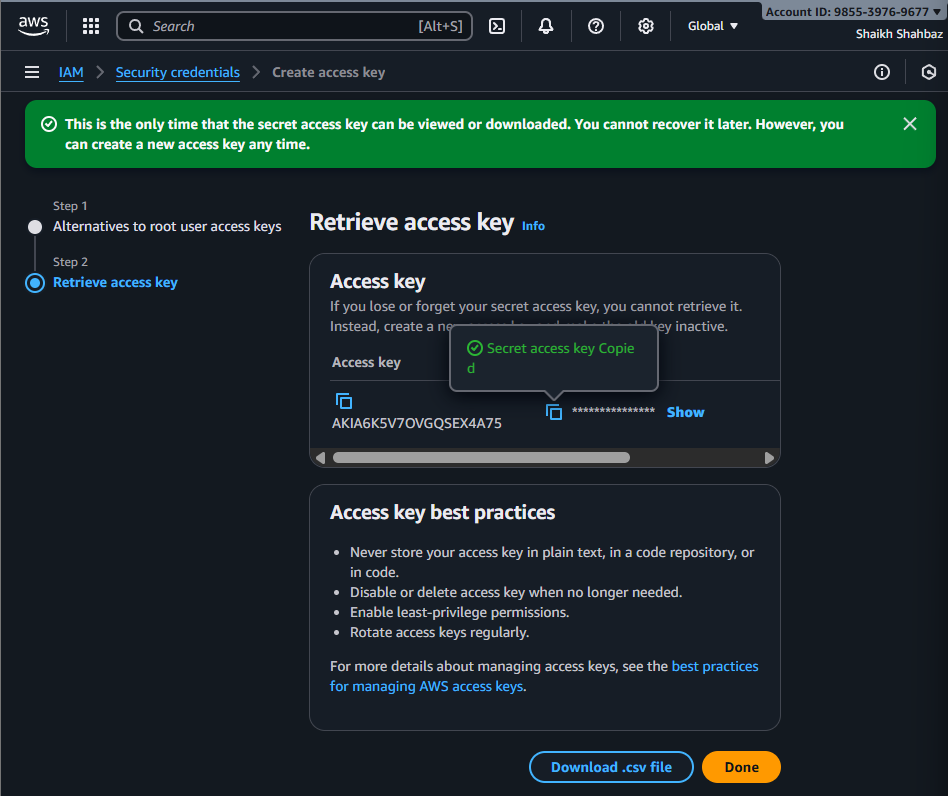 aws
Search [Alt+S]
Global
Account ID: 9855-3976-9677
Shaikh Shahbaz
IAM
Security credentials
Create access key
This is the only time that the secret access key can be viewed or downloaded. You cannot recover it later. However, you
can create a new access key any time.
Step 1
Alternatives to root user access keys
Step 2
Retrieve access key
Retrieve access key Info
Access key
If you lose or forget your secret access key, you cannot retrieve it.
Instead, create a new key inactive.
Secret access key Copie
d
Access key
AKIA6K5V7OVGQSEX4A75
*************** Show
Access key best practices
• Never store your access key in plain text, in a code repository, or
in code.
• Disable or delete access key when no longer needed.
• Enable least-privilege permissions.
• Rotate access keys regularly.
For more details about managing access keys, see the best practices
for managing AWS access keys.
Download .csv file
Done